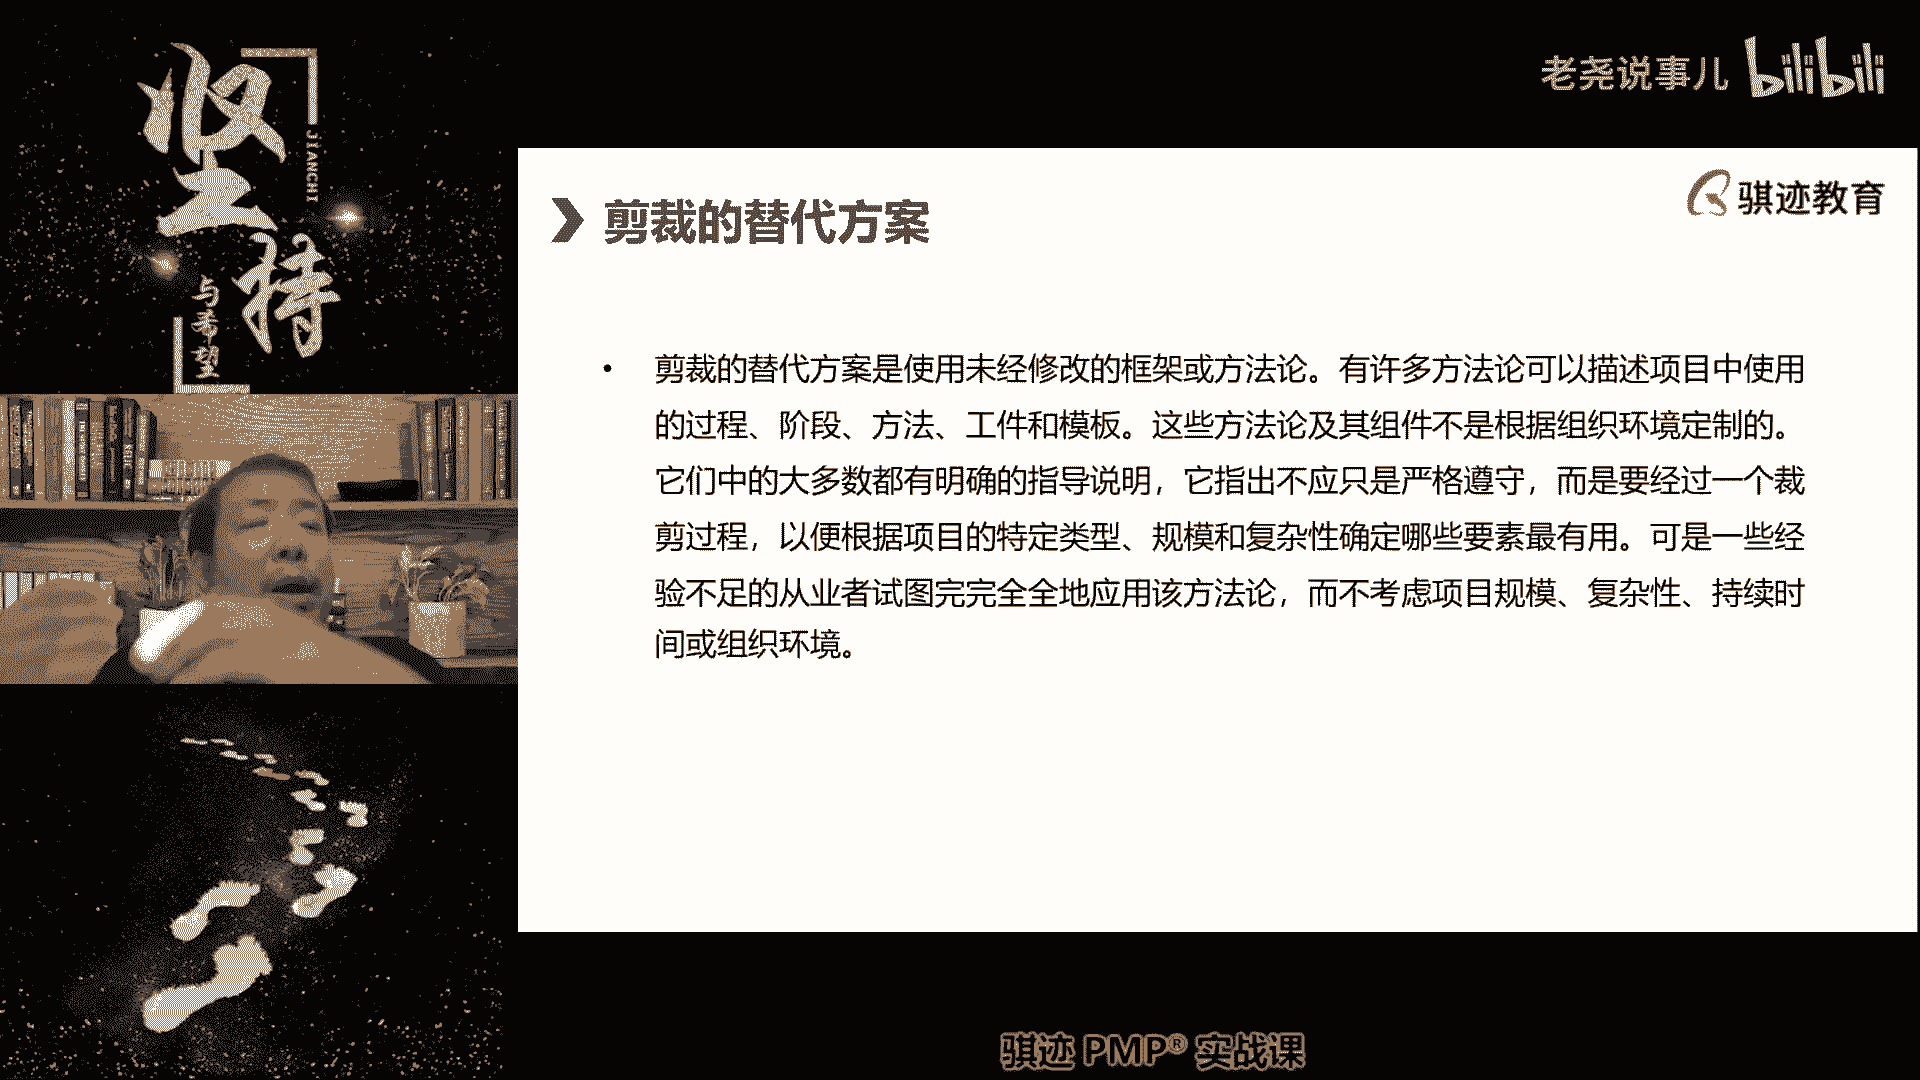 坚持
JIANCHI
与希望
老尧说事儿 bilibili
骐迹教育
剪裁的替代方案
• 剪裁的替代方案是使用未经修改的框架或方法论。有许多方法论可以描述项目中使用
的过程、阶段、方法、工件和模板。这些方法论及其组件不是根据组织环境定制的。
它们中的大多数都有明确的指导说明，它指出不应只是严格遵守，而是要经过一个裁
剪过程，以便根据项目的特定类型、规模和复杂性确定哪些要素最有用。可是一些经
验不足的从业者试图完完全全地应用该方法论，而不考虑项目规模、复杂性、持续时
间或组织环境。
骐迹 PMP® 实战课